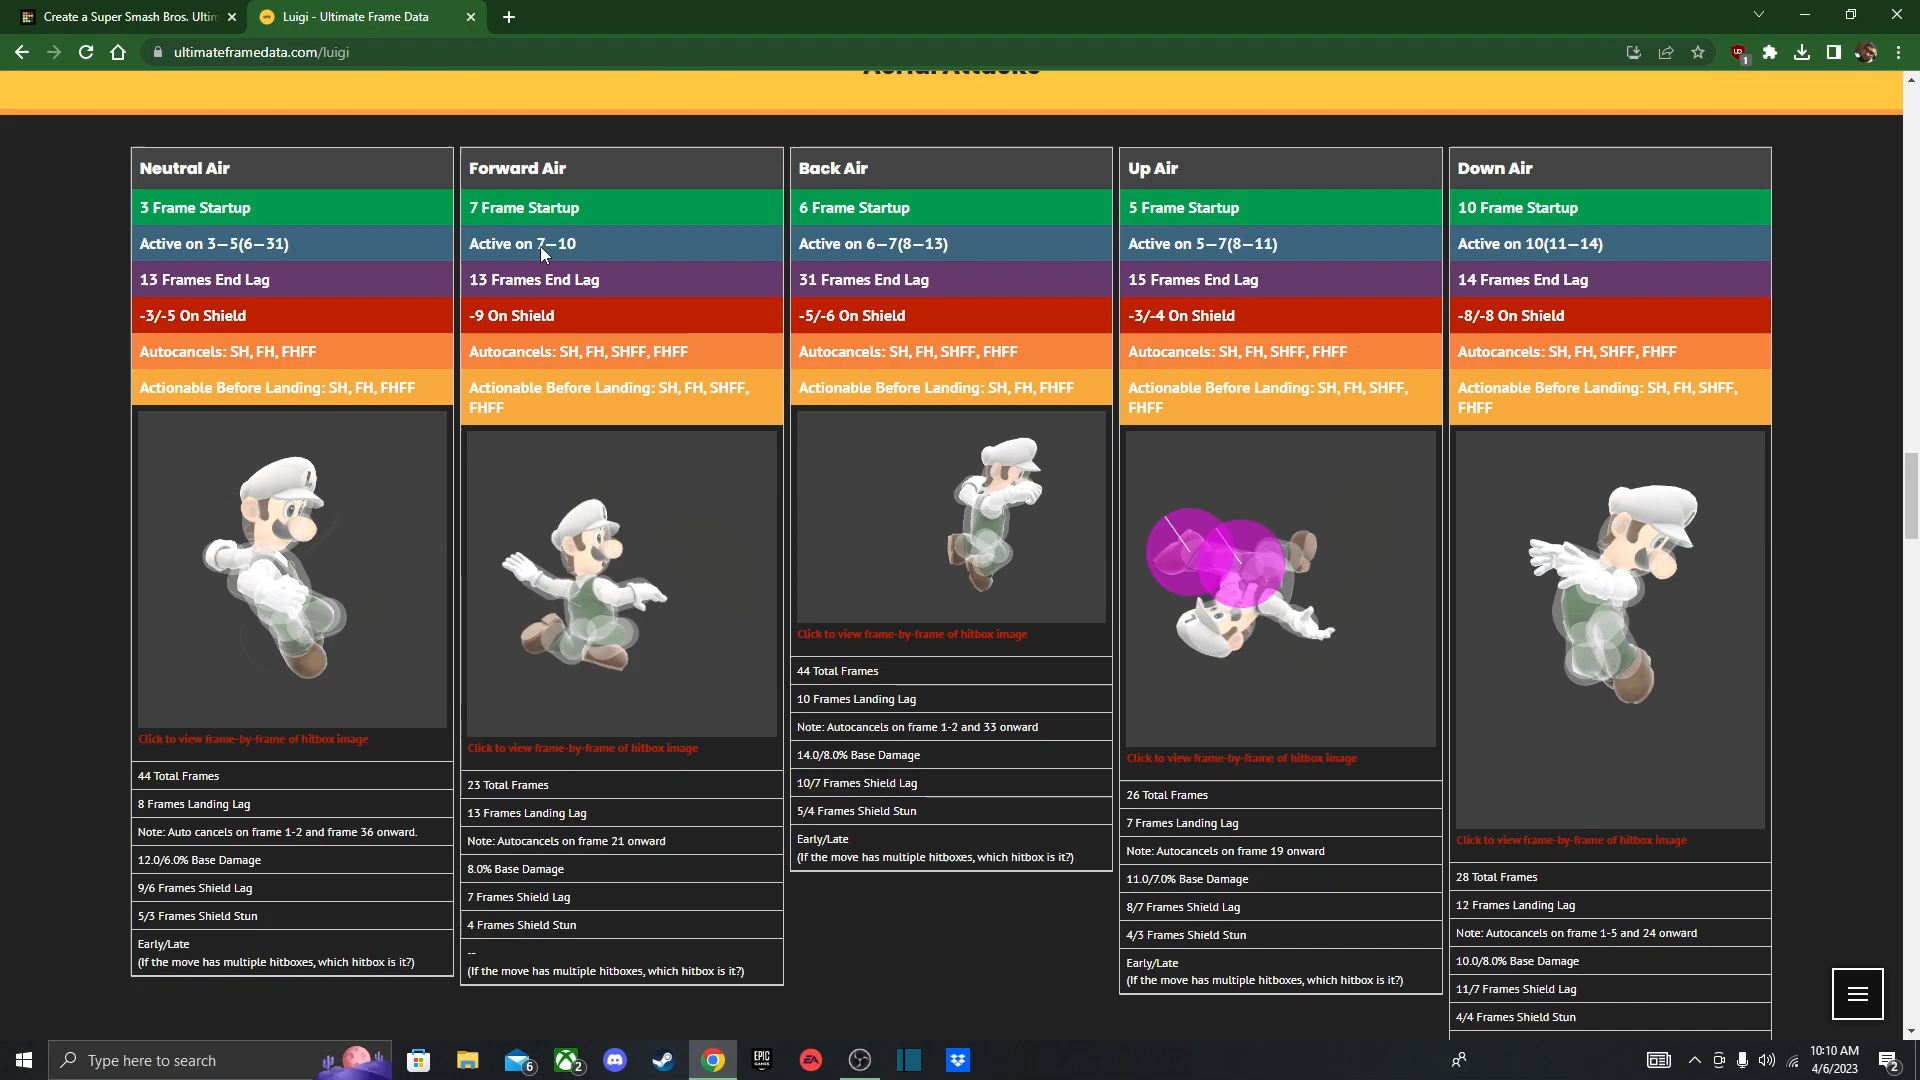 Create a Super Smash Bros. Ultim
Luigi - Ultimate Frame Data
ultimateframedata.com/luigi
Aerial Attacks
Neutral Air
3 Frame Startup
Active on 3—5(6—31)
13 Frames End Lag
-3/-5 On Shield
Autocancels: SH, FH, FHFF
Actionable Before Landing: SH, FH, FHFF
Click to view frame-by-frame of hitbox image
44 Total Frames
8 Frames Landing Lag
Note: Auto cancels on frame 1-2 and frame 36 onward.
12.0/6.0% Base Damage
9/6 Frames Shield Lag
5/3 Frames Shield Stun
Early/Late
(If the move has multiple hitboxes, which hitbox is it?)
Forward Air
7 Frame Startup
Active on 7—10
13 Frames End Lag
-9 On Shield
Autocancels: SH, FH, SHFF, FHFF
Actionable Before Landing: SH, FH, SHFF,
FHFF
Click to view frame-by-frame of hitbox image
23 Total Frames
13 Frames Landing Lag
Note: Autocancels on frame 21 onward
8.0% Base Damage
7 Frames Shield Lag
4 Frames Shield Stun
--
(If the move has multiple hitboxes, which hitbox is it?)
Back Air
6 Frame Startup
Active on 6—7(8—13)
31 Frames End Lag
-5/-6 On Shield
Autocancels: SH, FH, SHFF, FHFF
Actionable Before Landing: SH, FH, FHFF
Click to view frame-by-frame of hitbox image
44 Total Frames
10 Frames Landing Lag
Note: Autocancels on frame 1-2 and 33 onward
14.0/8.0% Base Damage
10/7 Frames Shield Lag
5/4 Frames Shield Stun
Early/Late
(If the move has multiple hitboxes, which hitbox is it?)
Up Air
5 Frame Startup
Active on 5—7(8—11)
15 Frames End Lag
-3/-4 On Shield
Autocancels: SH, FH, SHFF, FHFF
Actionable Before Landing: SH, FH, SHFF,
FHFF
Click to view frame-by-frame of hitbox image
26 Total Frames
7 Frames Landing Lag
Note: Autocancels on frame 19 onward
11.0/7.0% Base Damage
8/7 Frames Shield Lag
4/3 Frames Shield Stun
Early/Late
(If the move has multiple hitboxes, which hitbox is it?)
Down Air
10 Frame Startup
Active on 10(11—14)
14 Frames End Lag
-8/-8 On Shield
Autocancels: SH, FH, SHFF, FHFF
Actionable Before Landing: SH, FH, SHFF,
FHFF
Click to view frame-by-frame of hitbox image
28 Total Frames
12 Frames Landing Lag
Note: Autocancels on frame 1-5 and 24 onward
10.0/8.0% Base Damage
11/7 Frames Shield Lag
4/4 Frames Shield Stun
Type here to search
6
2
EPIC
GAMES
EA
10:10 AM
4/6/2023
2